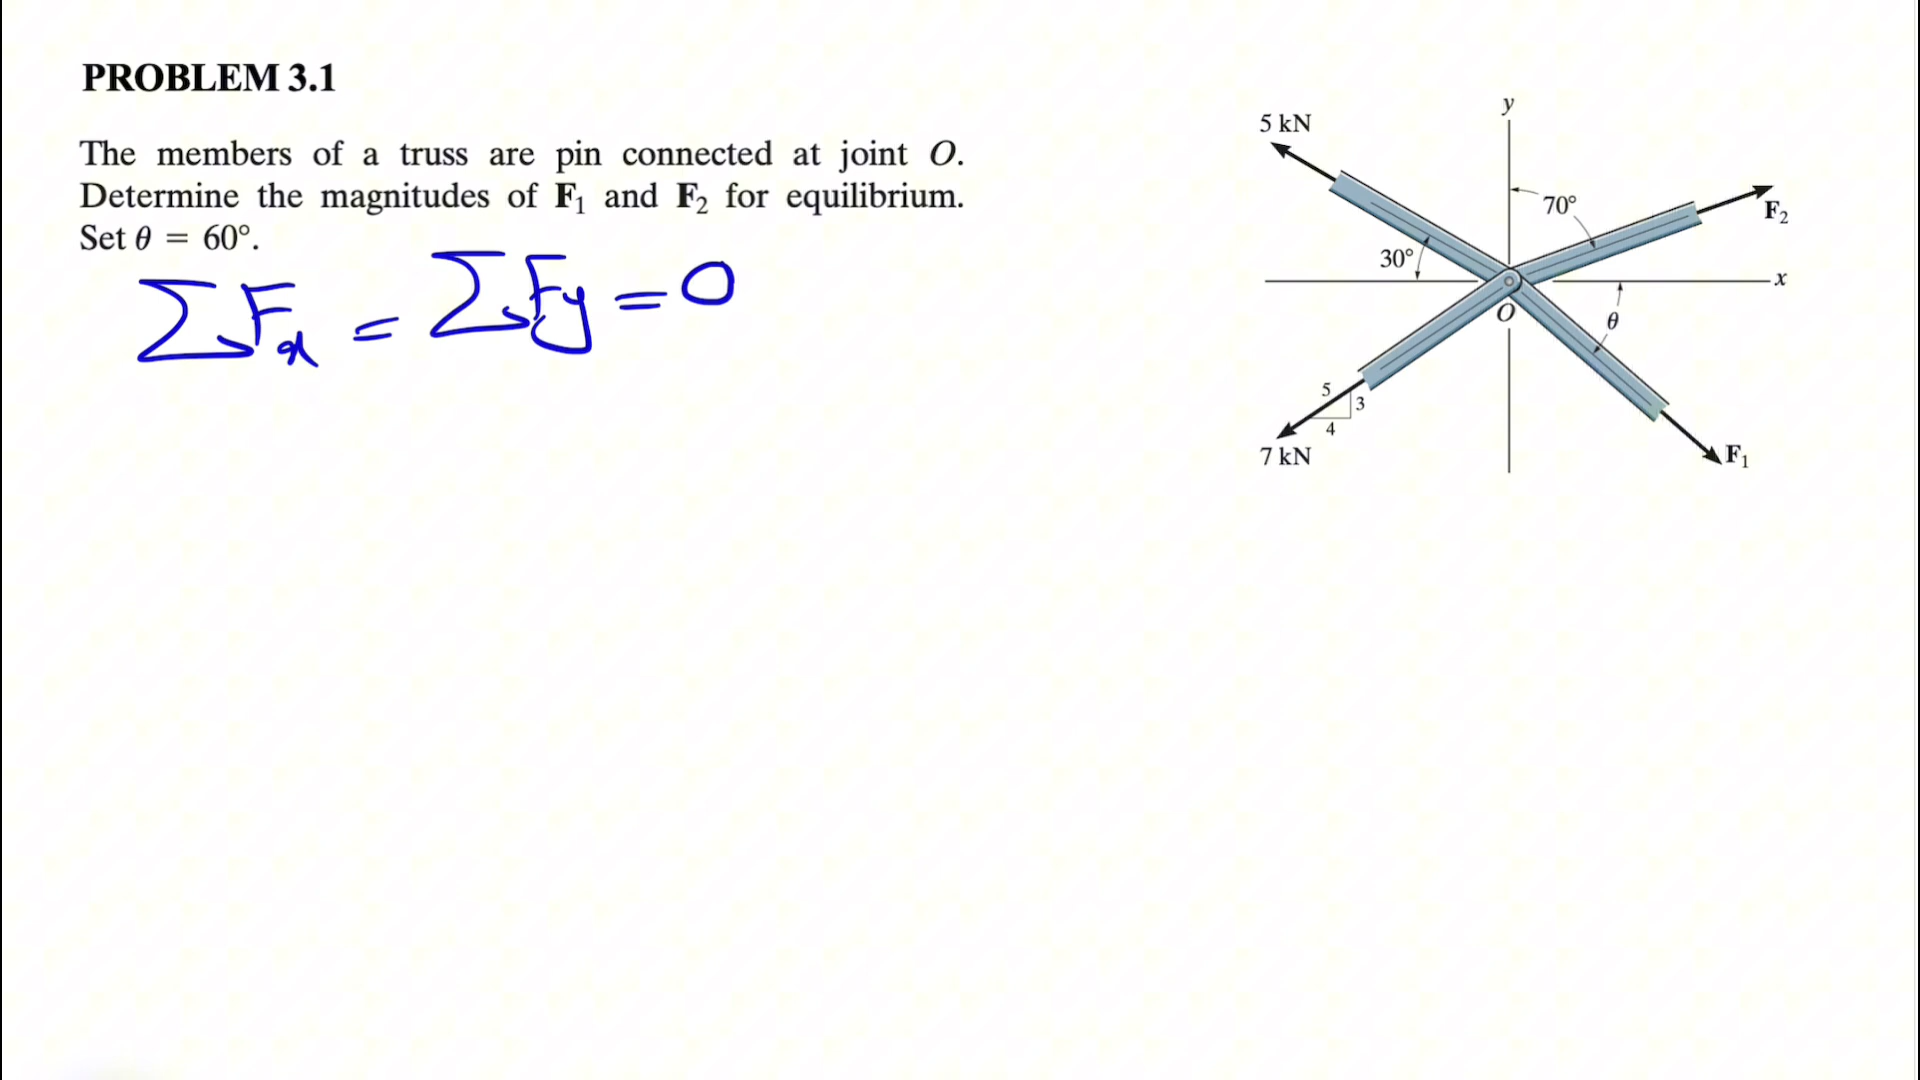 PROBLEM 3.1
The members of a truss are pin connected at joint O.
Determine the magnitudes of F₁ and F₂ for equilibrium.
Set θ = 60°.
ΣFx = ΣFy = 0
y
5 kN
70°
F₂
30°
x
O
θ
5
3
4
7 kN
F₁